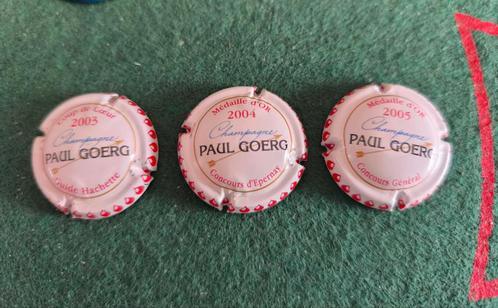 Coup de Cœur
2003
Champagne
PAUL GOERG
Guide Hachette
Médaille d'OR
2004
Champagne
PAUL GOERG
Concours d'Epernay
Médaille d'OR
2005
Champagne
PAUL GOERG
Concours Général